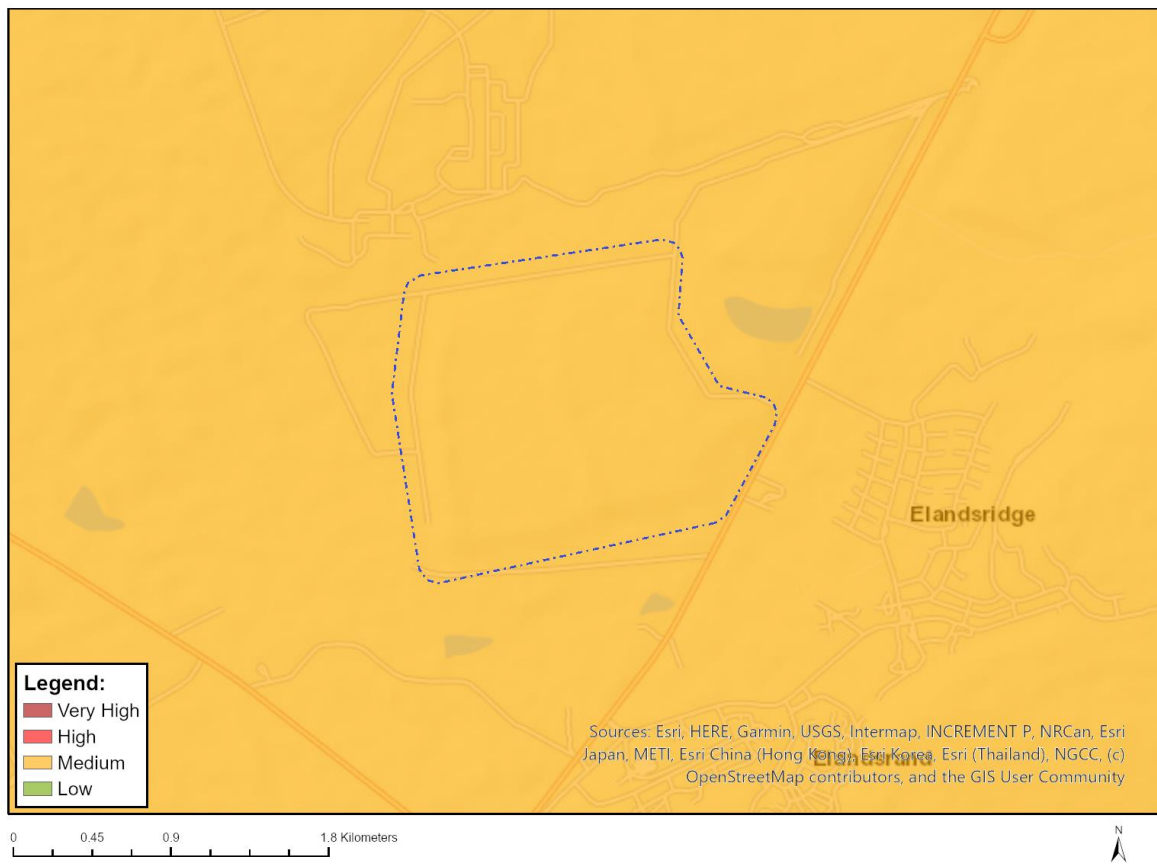 Elandsridge
Legend:
Very High
High
Medium
Low
Sources: Esri, HERE, Garmin, USGS, Intermap, INCREMENT P, NRCan, Esri
Japan, METI, Esri China (Hong Kong), Esri Korea, Esri (Thailand), NGCC, (c)
OpenStreetMap contributors, and the GIS User Community
Elandsrand
0 0.45 0.9 1.8 Kilometers
N